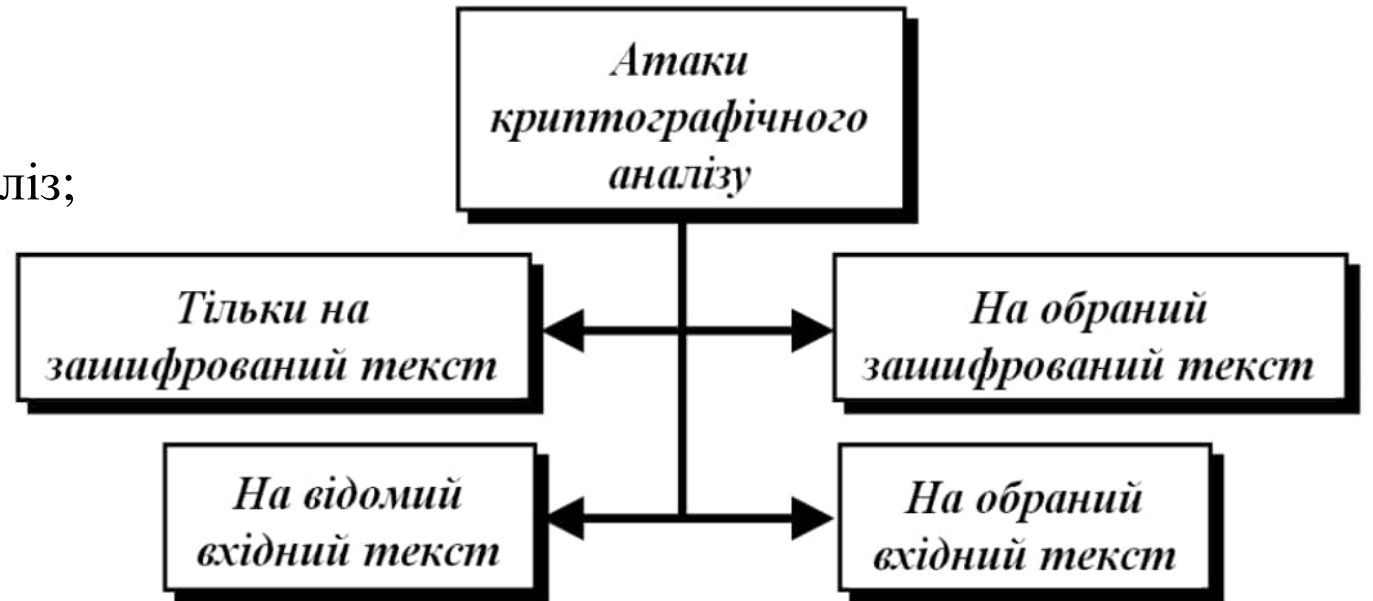 Атаки
криптографічного
аналізу
ліз;
Тільки на
зашифрований текст
На обраний
зашифрований текст
На відомий
вхідний текст
На обраний
вхідний текст